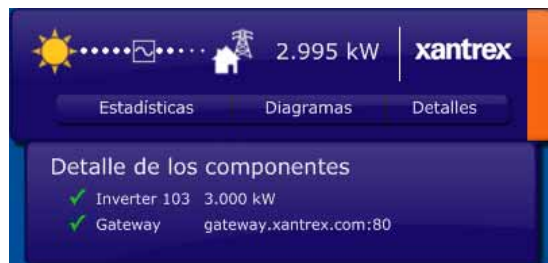 2.995 kW xantrex
Estadísticas Diagramas Detalles
Detalle de los componentes
Inverter 103 3.000 kW
Gateway gateway.xantrex.com:80